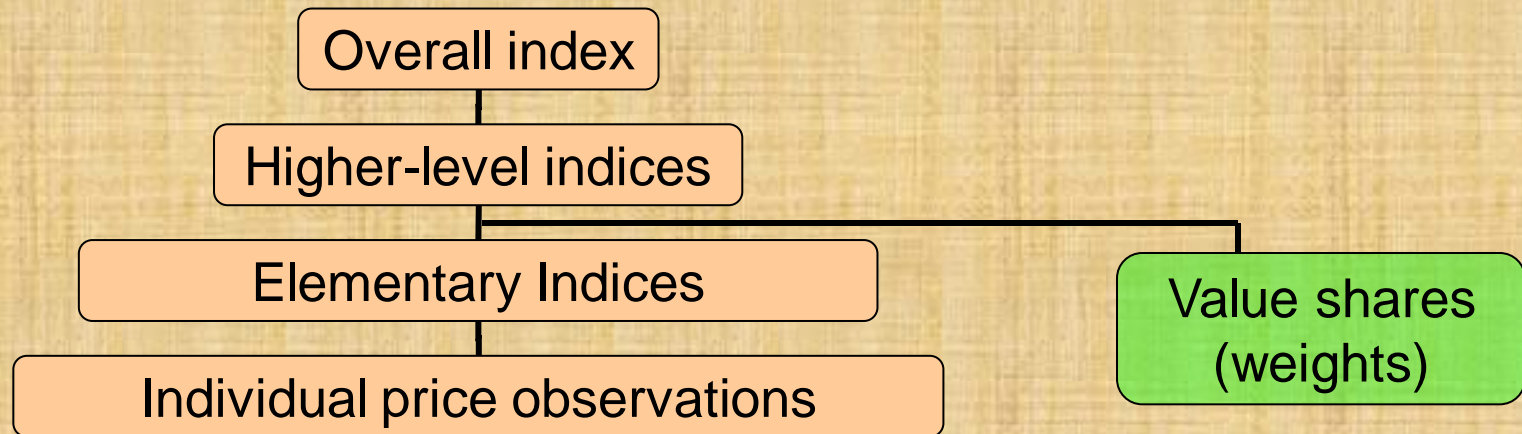 Overall index
Higher-level indices
Elementary Indices
Value shares
(weights)
Individual price observations